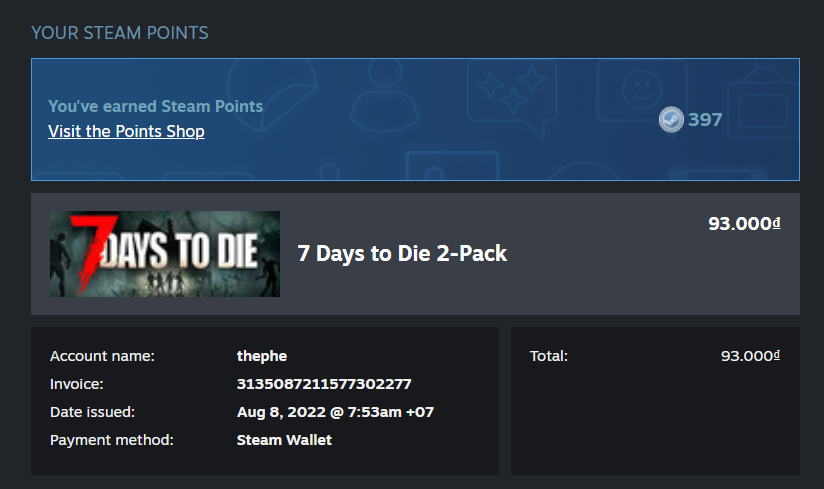 YOUR STEAM POINTS
You've earned Steam Points
Visit the Points Shop
397
7 DAYS TO DIE
7 Days to Die 2-Pack
93.000₫
Account name: thephe
Invoice: 3135087211577302277
Date issued: Aug 8, 2022 @ 7:53am +07
Payment method: Steam Wallet
Total: 93.000₫